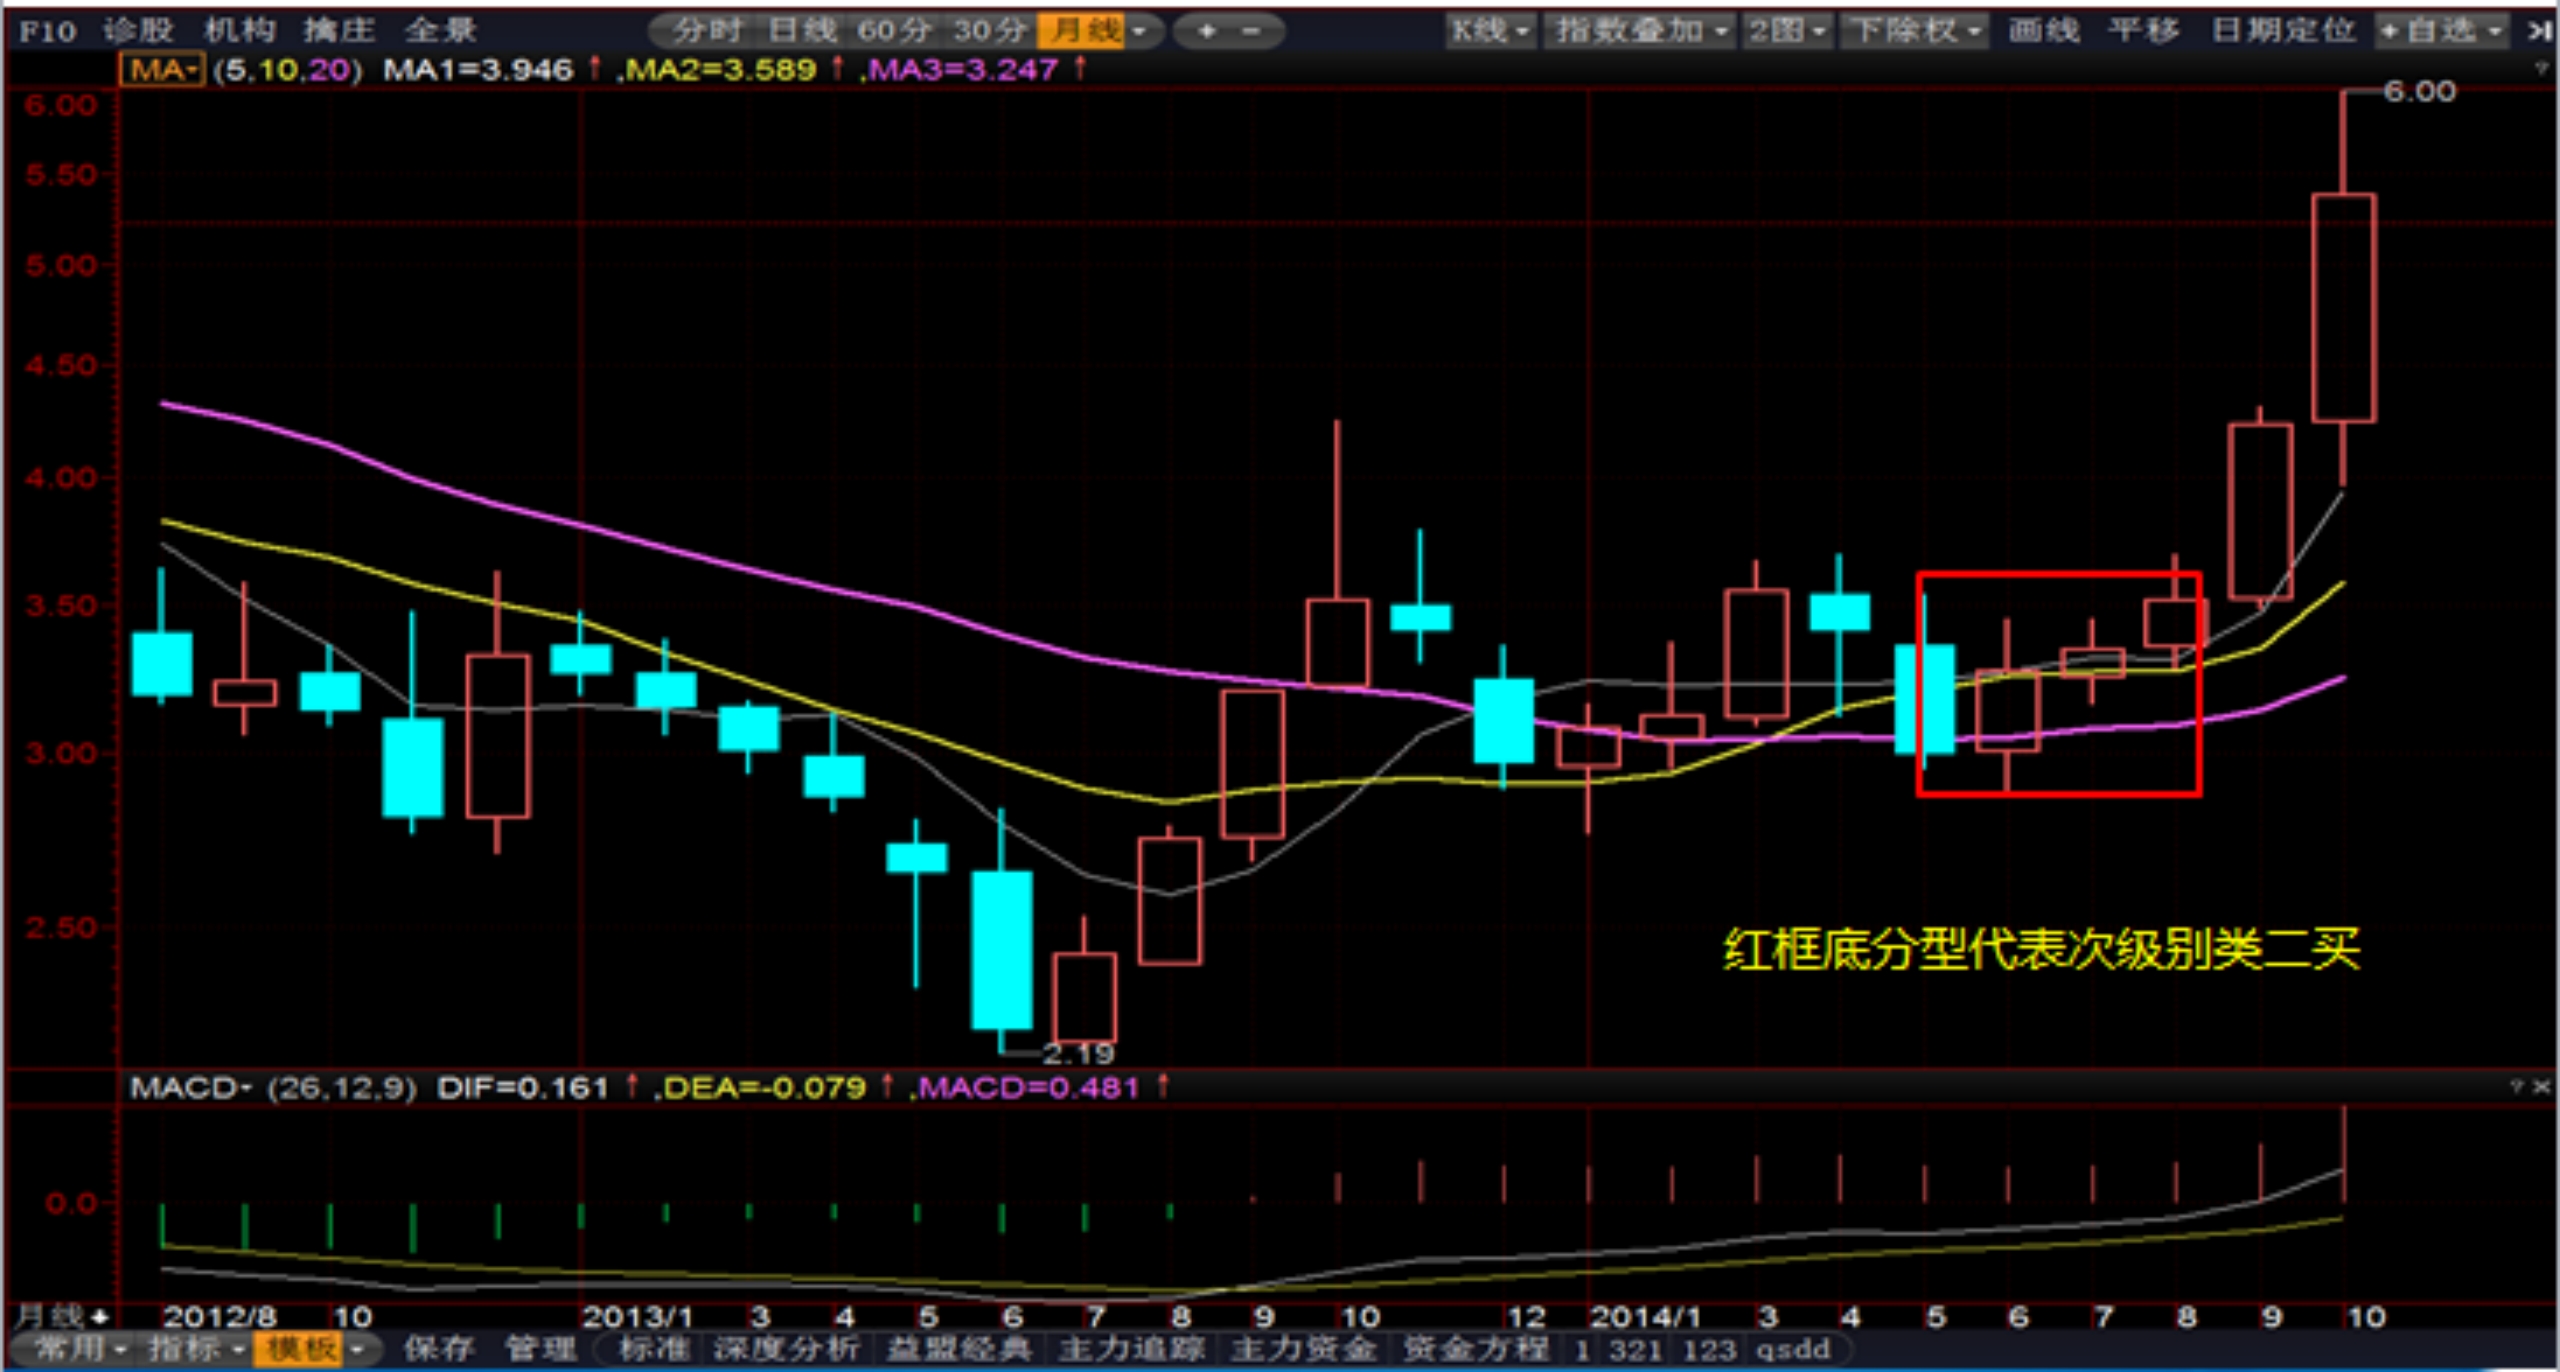 F10 诊股 机构 擒庄 全景 分时 日线 60分 30分 月线 + - K线 指数叠加 2图 下除权 画线 平移 日期定位 +自选
MA (5,10,20) MA1=3.946 ↑ ,MA2=3.589 ↑ ,MA3=3.247 ↑ ?
6.00
6.00
5.50
5.00
4.50
4.00
3.50
3.00
2.50
红框底分型代表次级别类二买
2.19
MACD (26,12,9) DIF=0.161 ↑ ,DEA=-0.079 ↑ ,MACD=0.481 ↑ ? ×
0.0
月线 2012/8 10 2013/1 3 4 5 6 7 8 9 10 12 2014/1 3 4 5 6 7 8 9 10
常用 指标 模板 保存 管理 标准 深度分析 益盟经典 主力追踪 主力资金 资金方程 1 321 123 qsdd